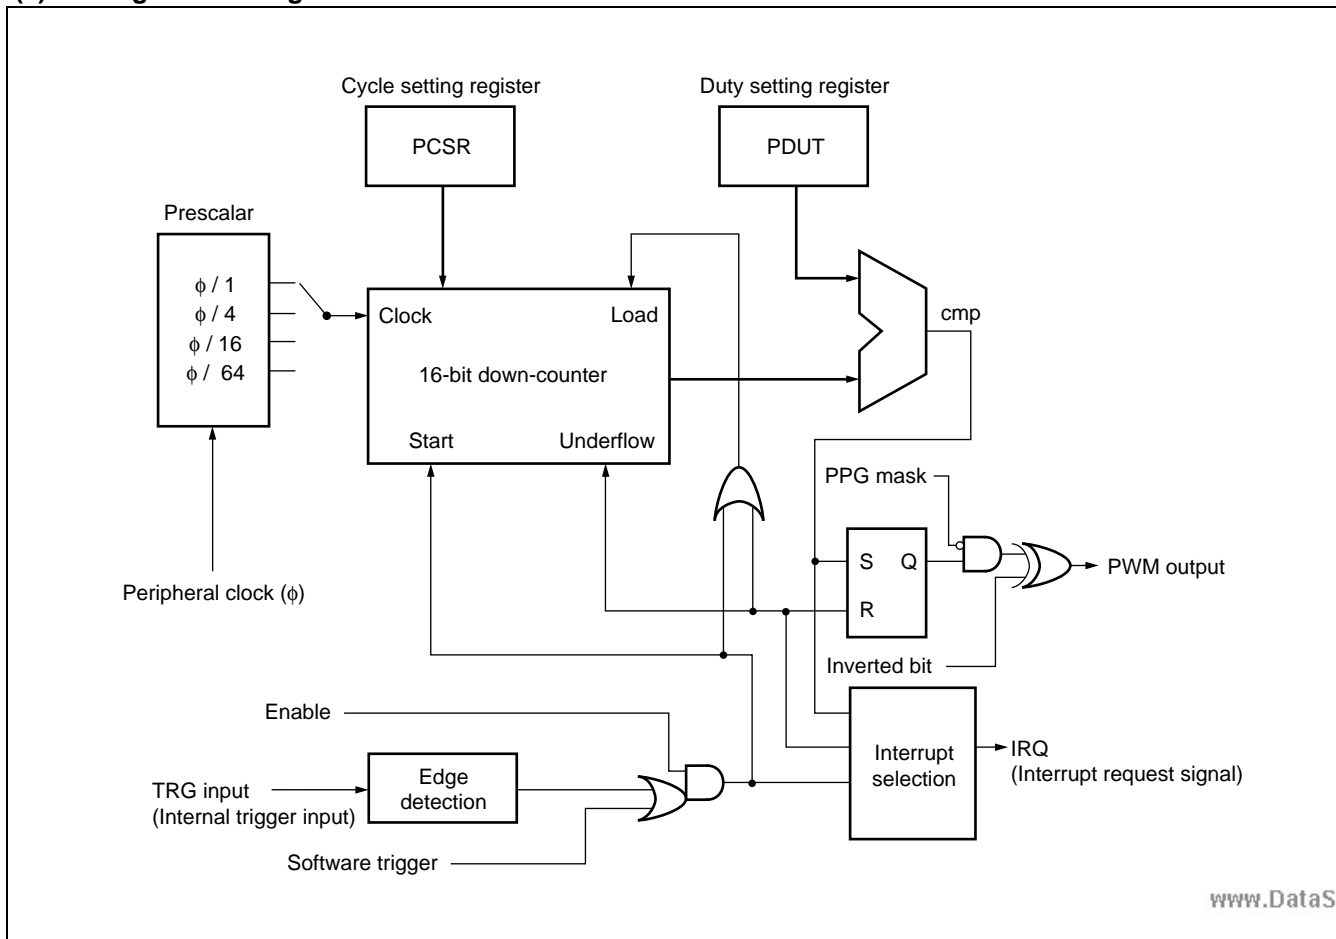 Cycle setting register
Duty setting register
PCSR
PDUT
Prescalar
ϕ / 1
ϕ / 4
ϕ / 16
ϕ / 64
Clock
Load
16-bit down-counter
Start
Underflow
cmp
PPG mask
S
Q
R
PWM output
Peripheral clock (ϕ)
Inverted bit
Enable
Edge
detection
TRG input
(Internal trigger input)
Software trigger
Interrupt
selection
IRQ
(Interrupt request signal)
www.DataS